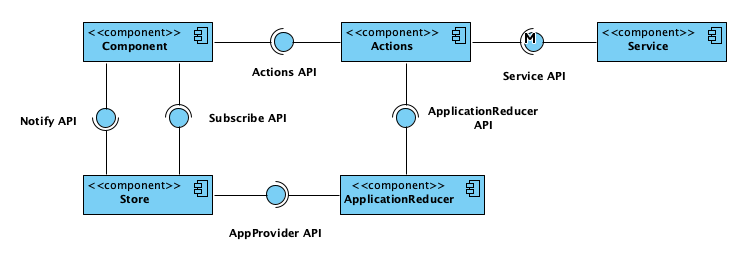 <<component>>
Component
<<component>>
Actions
M
<<component>>
Service
Actions API
Service API
Notify API
Subscribe API
ApplicationReducer
API
<<component>>
Store
<<component>>
ApplicationReducer
AppProvider API